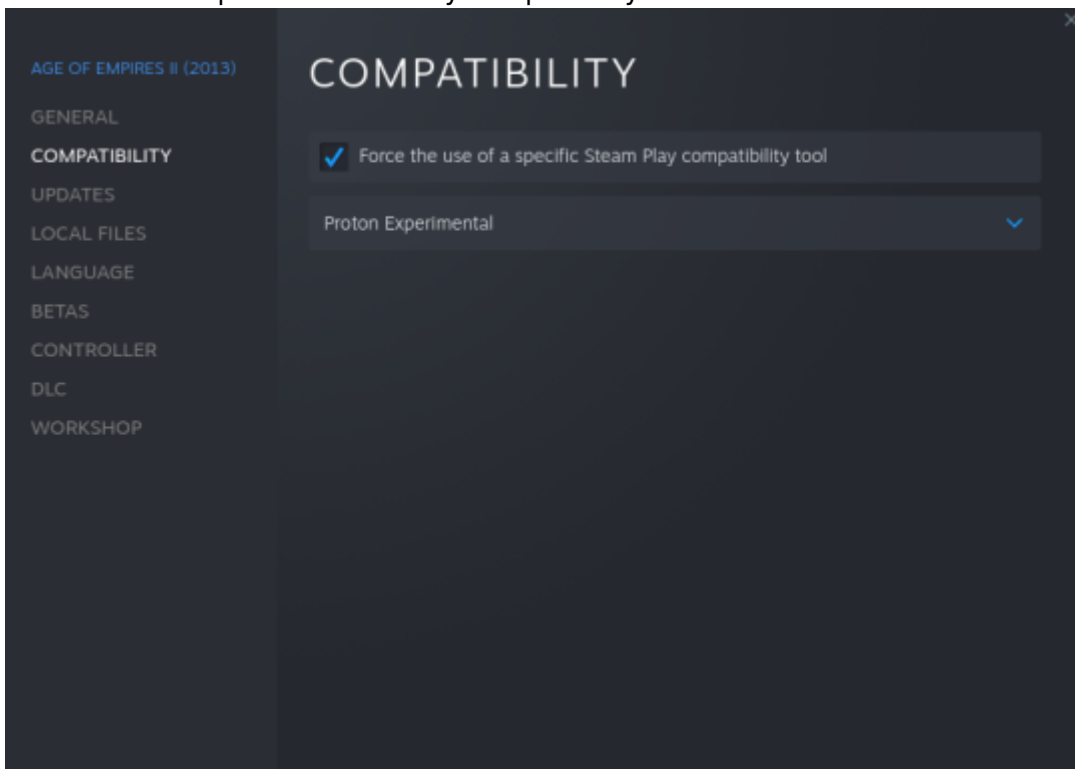 AGE OF EMPIRES II (2013)
GENERAL
COMPATIBILITY
UPDATES
LOCAL FILES
LANGUAGE
BETAS
CONTROLLER
DLC
WORKSHOP
COMPATIBILITY
Force the use of a specific Steam Play compatibility tool
Proton Experimental